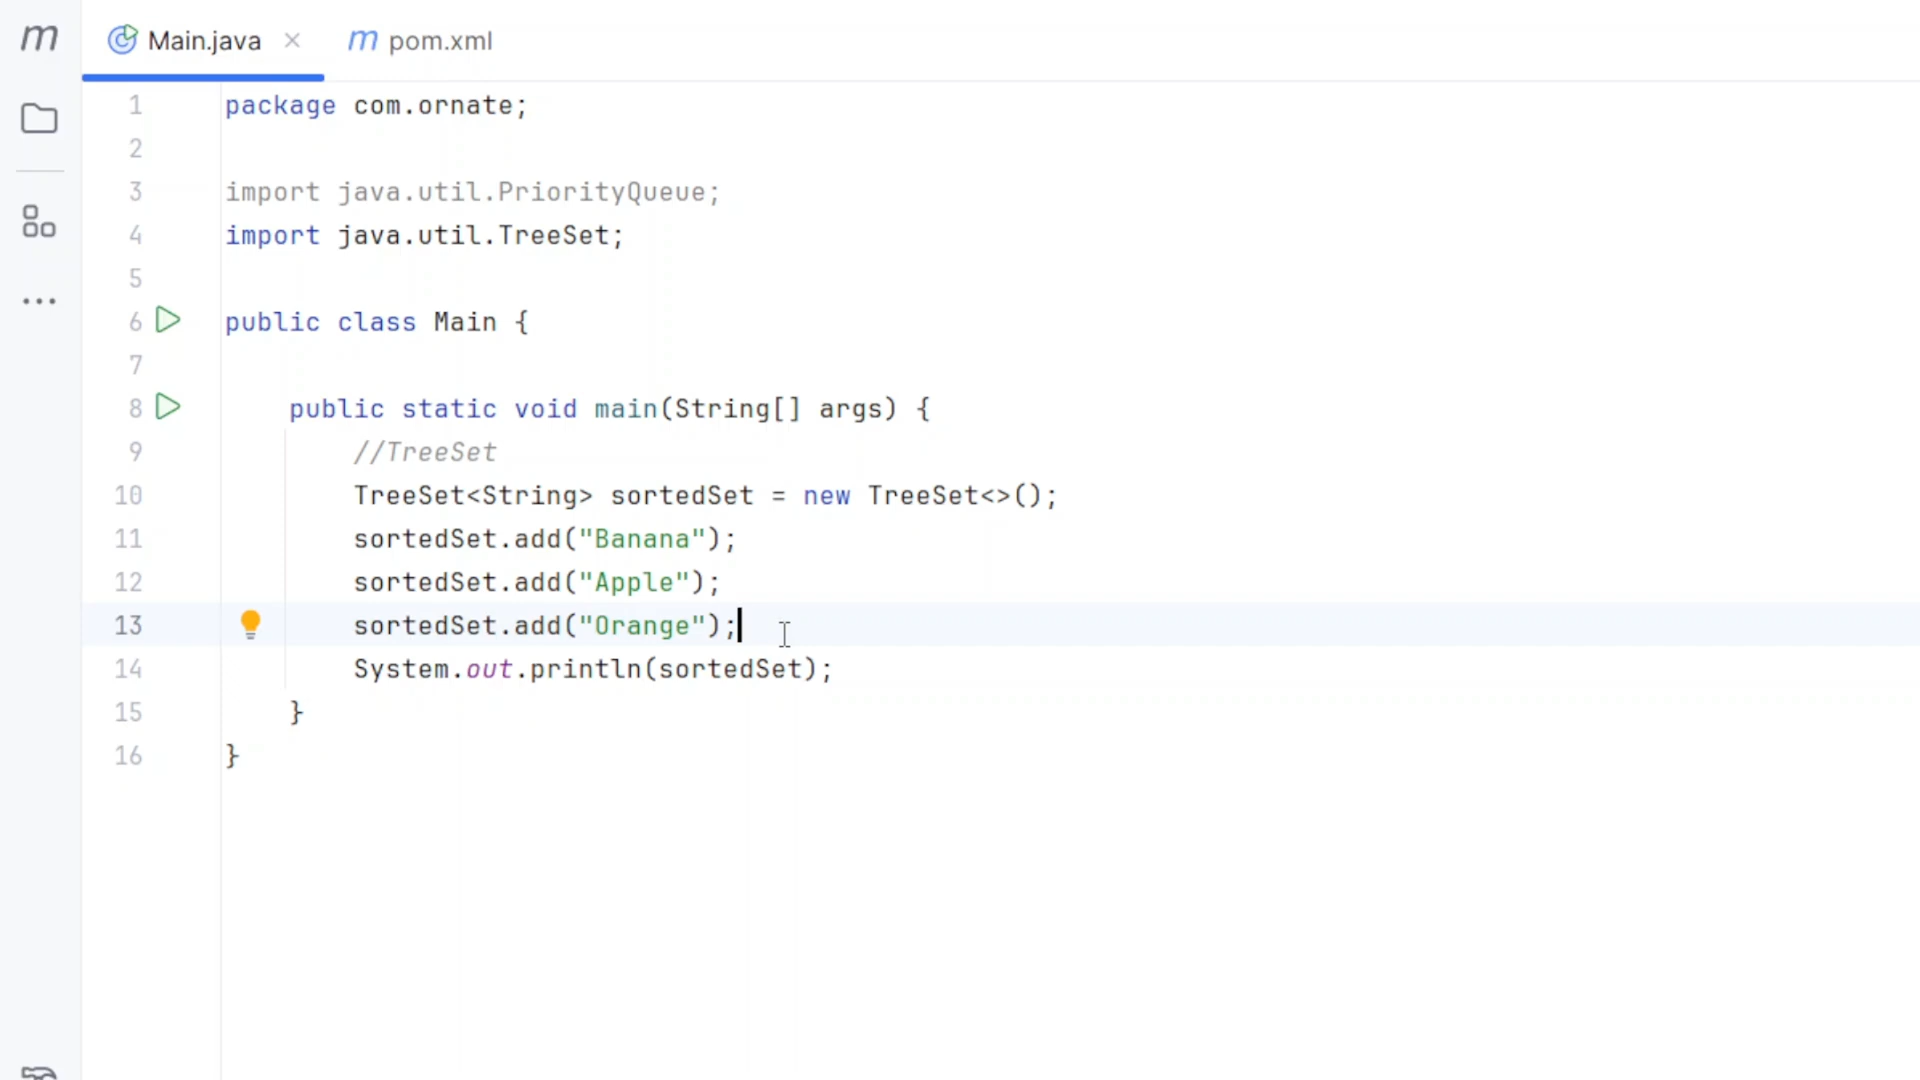 m
Main.java
m pom.xml
1 package com.ornate;
2
3 import java.util.PriorityQueue;
4 import java.util.TreeSet;
5
6 public class Main {
7
8 public static void main(String[] args) {
9 //TreeSet
10 TreeSet<String> sortedSet = new TreeSet<>();
11 sortedSet.add("Banana");
12 sortedSet.add("Apple");
13 sortedSet.add("Orange");
14 System.out.println(sortedSet);
15 }
16 }